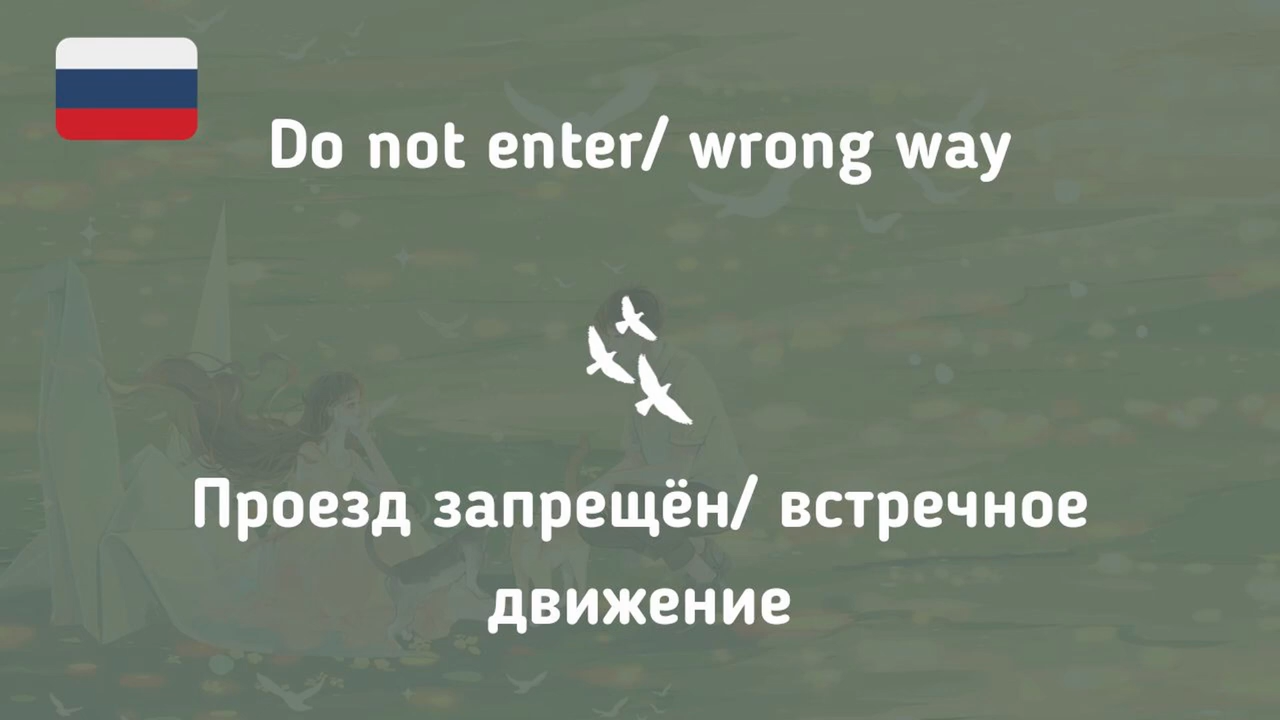 Do not enter/ wrong way
Проезд запрещён/ встречное
движение